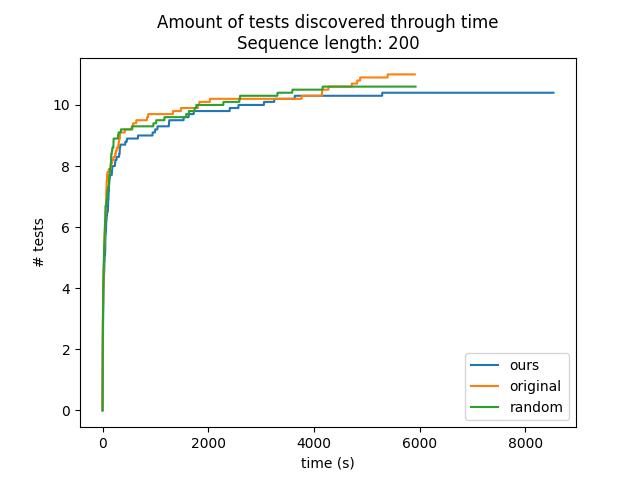 Amount of tests discovered through time
Sequence length: 200
# tests
10
8
6
4
2
0
0
2000
4000
6000
8000
time (s)
ours
original
random